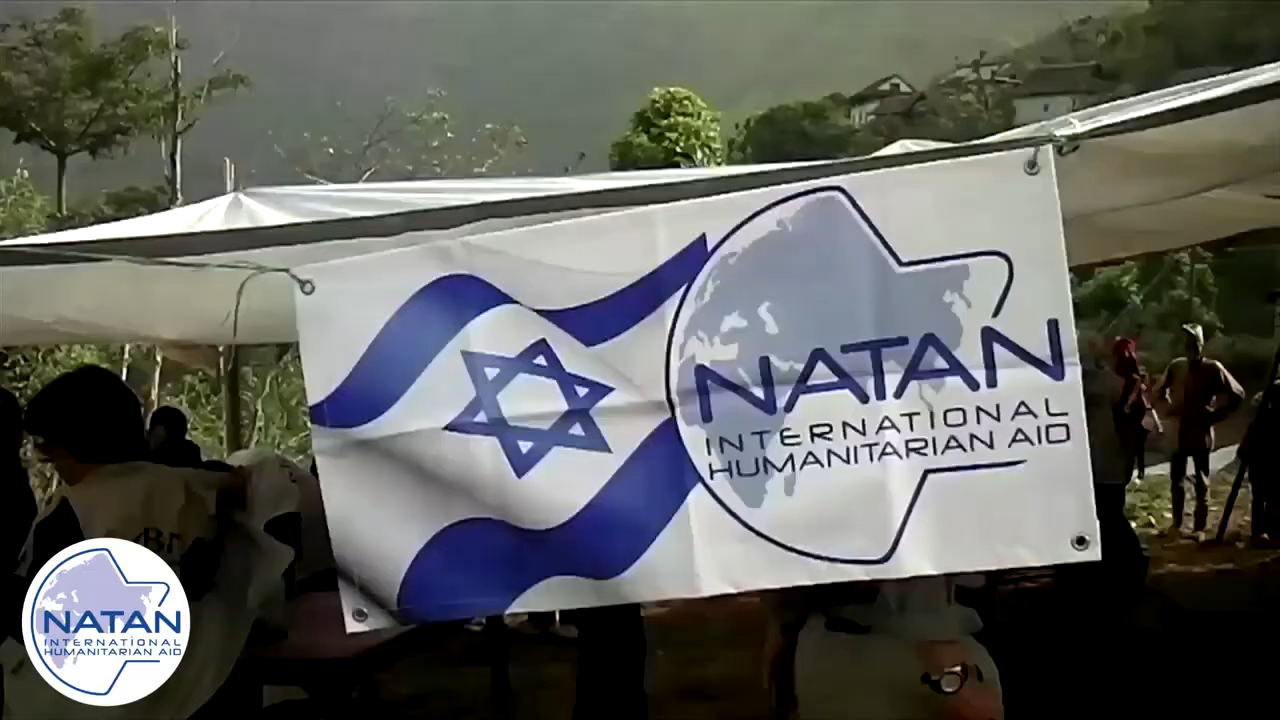 NATAN
INTERNATIONAL
HUMANITARIAN AID
NATAN
INTERNATIONAL
HUMANITARIAN AID